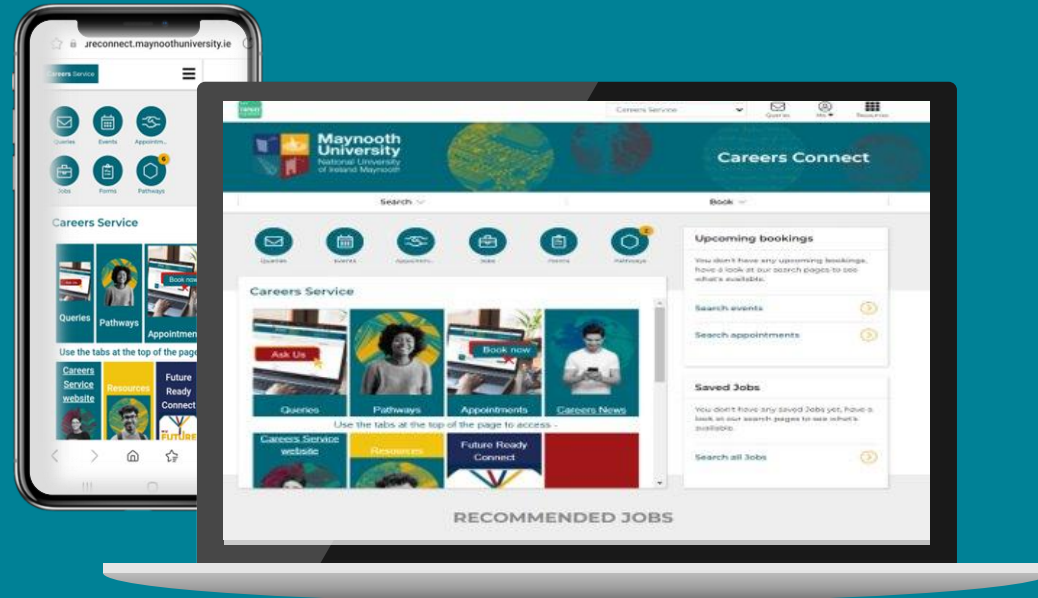 ureconnect.maynoothuniversity.ie
Careers Service
Queries
Events
Appointm...
6
Jobs
Forms
Pathways
Careers Service
Book now
Queries
Pathways
Appointmen
Use the tabs at the top of the page
Careers
Service
website
Resources
Future
Ready
Connect
FUTURE
Careers Service
Queries
Me
Resources
Maynooth
University
National University
of Ireland Maynooth
Careers Connect
Search
Book
Queries
Events
Appointm...
Jobs
Forms
Pathways
Careers Service
Ask Us
Book now
Queries
Pathways
Appointments
Careers News
Use the tabs at the top of the page to access -
Careers Service
website
Resources
Future Ready
Connect
Upcoming bookings
You don't have any upcoming bookings,
have a look at our search pages to see
what's available.
Search events
Search appointments
Saved Jobs
You don't have any saved Jobs yet, have a
look at our search pages to see what's
available.
Search all Jobs
RECOMMENDED JOBS